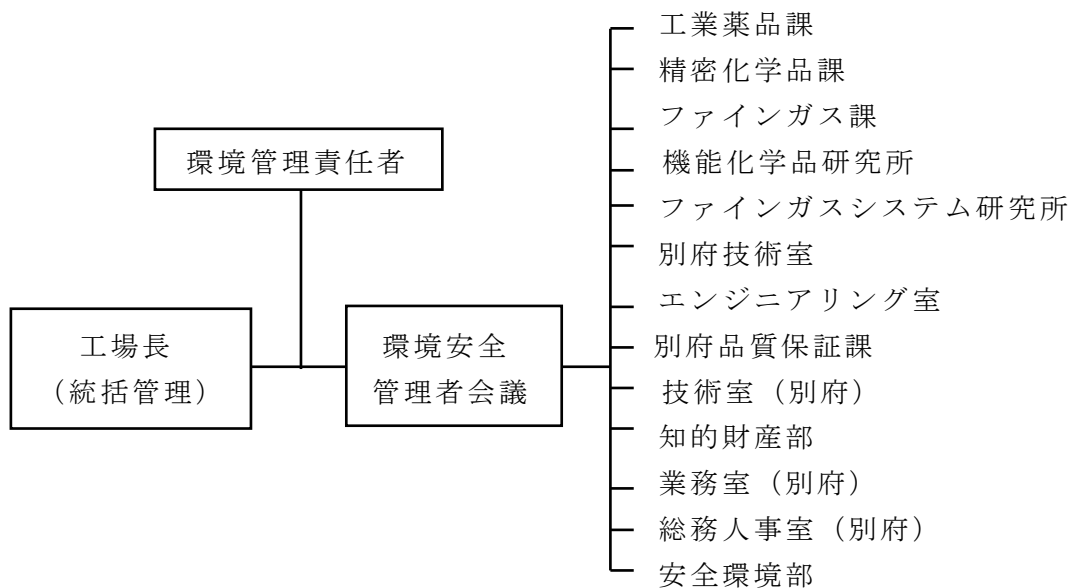 環境管理責任者
工場長
（統括管理）
環境安全
管理者会議
工業薬品課
精密化学品課
ファインガス課
機能化学品研究所
ファインガスシステム研究所
別府技術室
エンジニアリング室
別府品質保証課
技術室（別府）
知的財産部
業務室（別府）
総務人事室（別府）
安全環境部